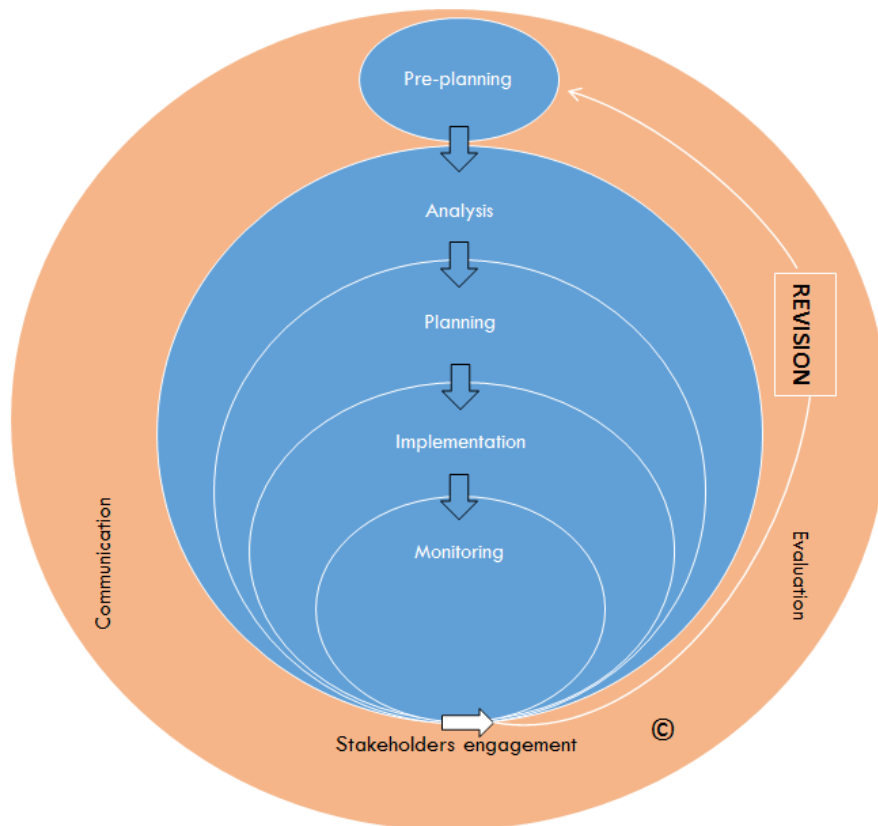 Pre-planning
Analysis
Planning
REVISION
Implementation
Monitoring
Communication
Evaluation
Stakeholders engagement
©